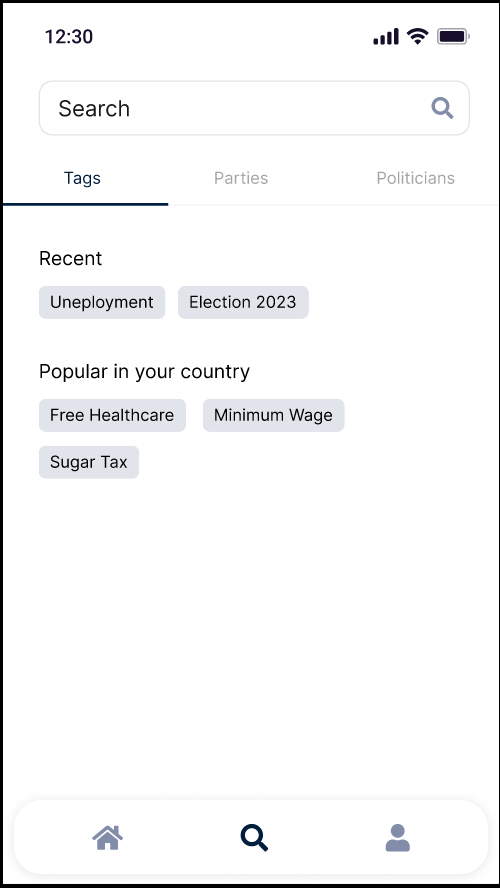 12:30
Search
Tags Parties Politicians
Recent
Uneployment Election 2023
Popular in your country
Free Healthcare Minimum Wage
Sugar Tax